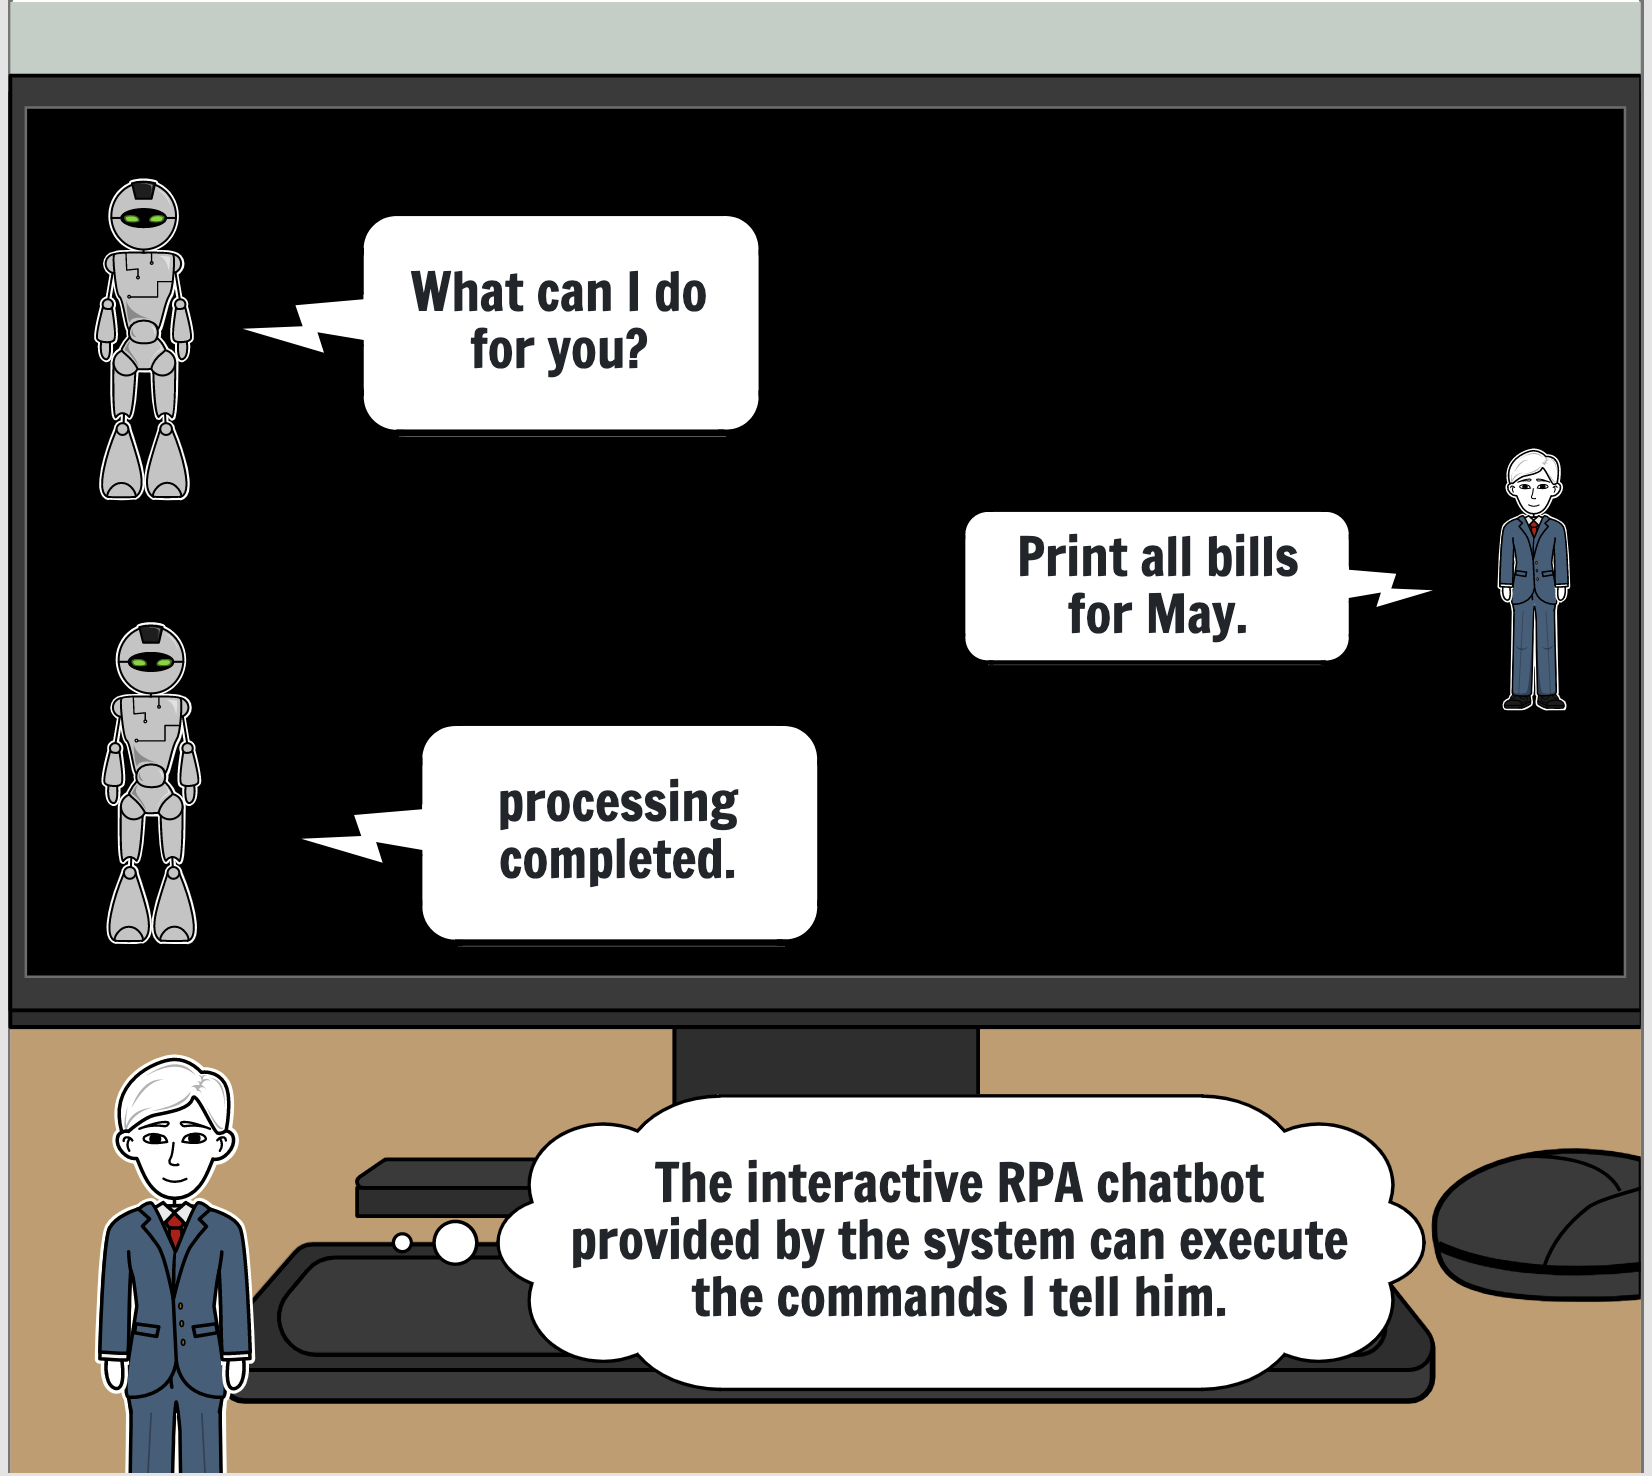 What can I do
for you?
Print all bills
for May.
processing
completed.
The interactive RPA chatbot
provided by the system can execute
the commands I tell him.